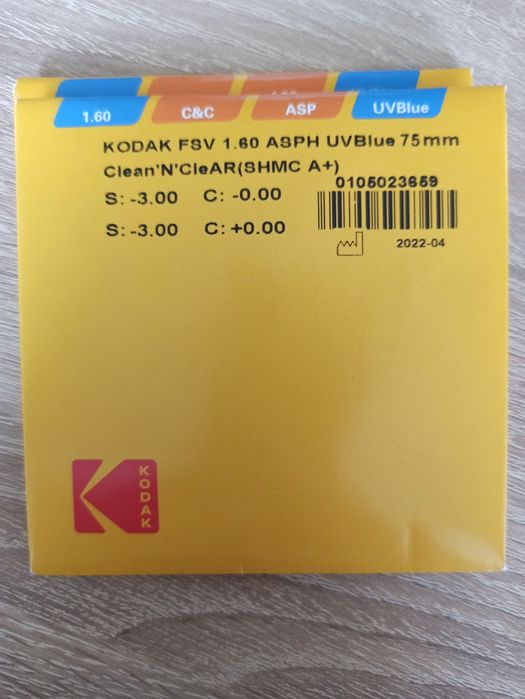 1.60 C&C ASP UVBlue
KODAK FSV 1.60 ASPH UVBlue 75mm
Clean'N'CleAR(SHMC A+)
0105023659
S: -3.00 C: -0.00
S: -3.00 C: +0.00
2022-04
KODAK